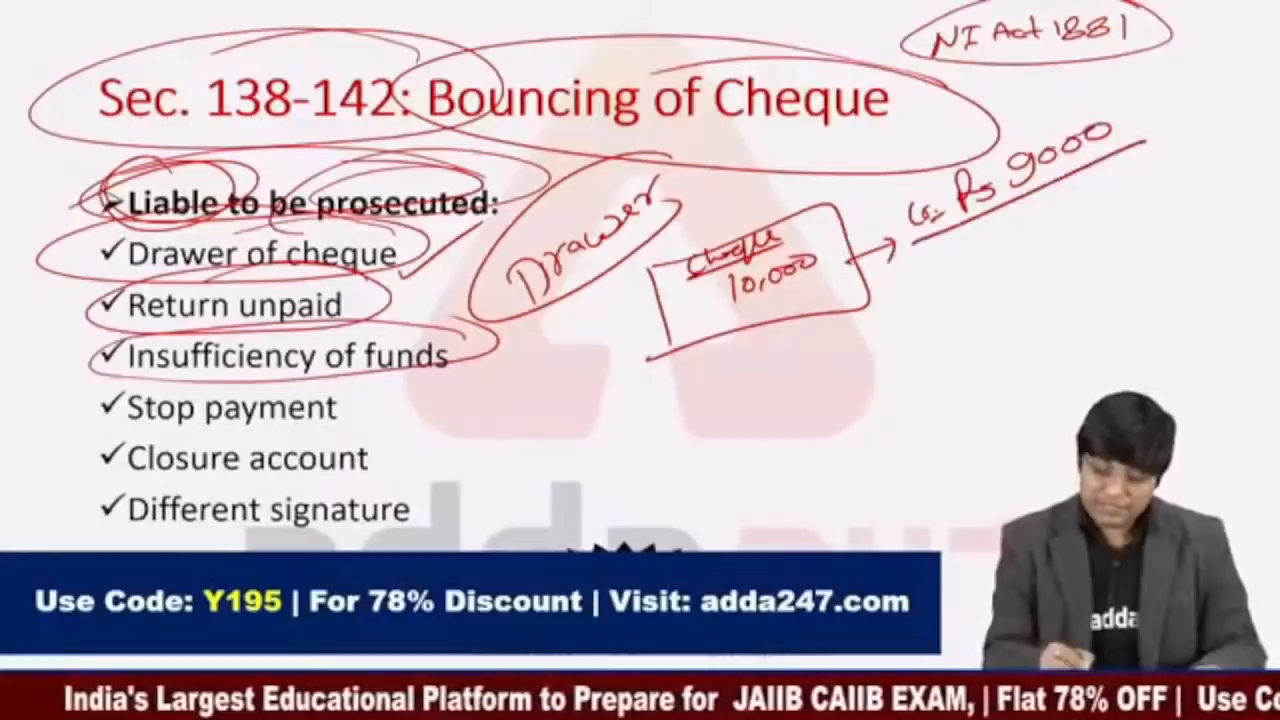 NI Act 1881
Sec. 138-142: Bouncing of Cheque
Liable to be prosecuted:
Drawer of cheque
Return unpaid
Insufficiency of funds
Stop payment
Closure account
Different signature
Drawer
Cheque
10,000
Rs 9000
adda
Use Code: Y195 | For 78% Discount | Visit: adda247.com
adda
India's Largest Educational Platform to Prepare for JAIIB CAIIB EXAM, | Flat 78% OFF | Use Co